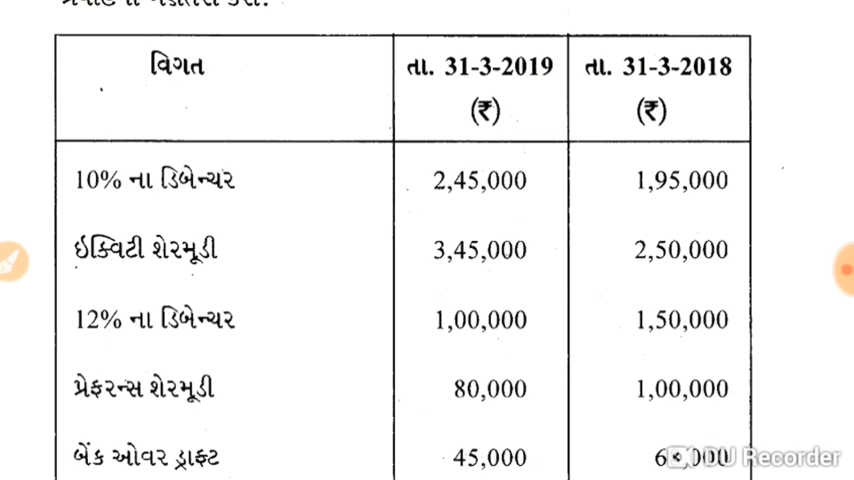 વિગત તા. 31-3-2019 તા. 31-3-2018
(₹) (₹)
10% ના ડિબેન્ચર 2,45,000 1,95,000
ઇક્વિટી શેરમૂડી 3,45,000 2,50,000
12% ના ડિબેન્ચર 1,00,000 1,50,000
પ્રેફરન્સ શેરમૂડી 80,000 1,00,000
બેંક ઓવર ડ્રાફ્ટ 45,000
DU Recorder